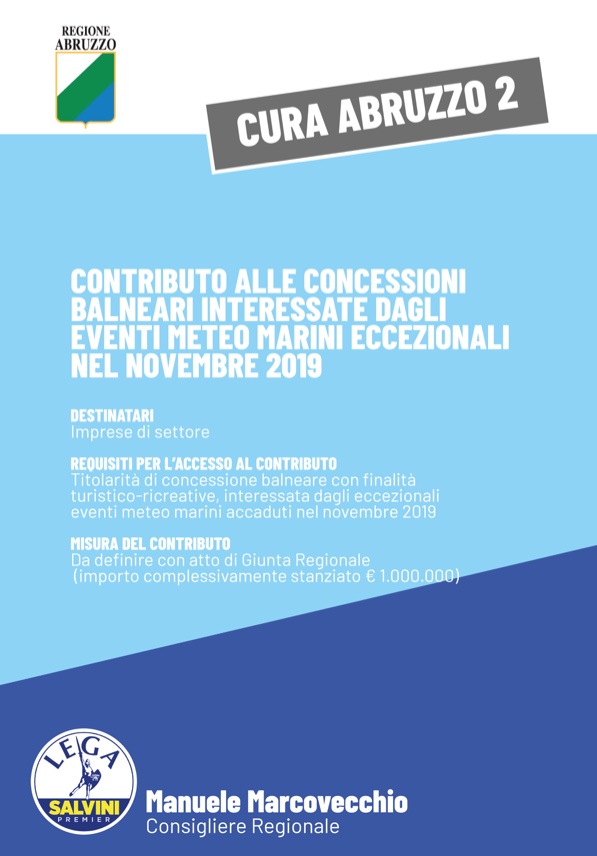 REGIONE
ABRUZZO
CURA ABRUZZO 2
CONTRIBUTO ALLE CONCESSIONI
BALNEARI INTERESSATE DAGLI
EVENTI METEO MARINI ECCEZIONALI
NEL NOVEMBRE 2019
DESTINATARI
Imprese di settore
REQUISITI PER L'ACCESSO AL CONTRIBUTO
Titolarità di concessione balneare con finalità
turistico-ricreative, interessata dagli eccezionali
eventi meteo marini accaduti nel novembre 2019
MISURA DEL CONTRIBUTO
Da definire con atto di Giunta Regionale
(importo complessivamente stanziato € 1.000.000)
LEGA
SALVINI
PREMIER
Manuele Marcovecchio
Consigliere Regionale